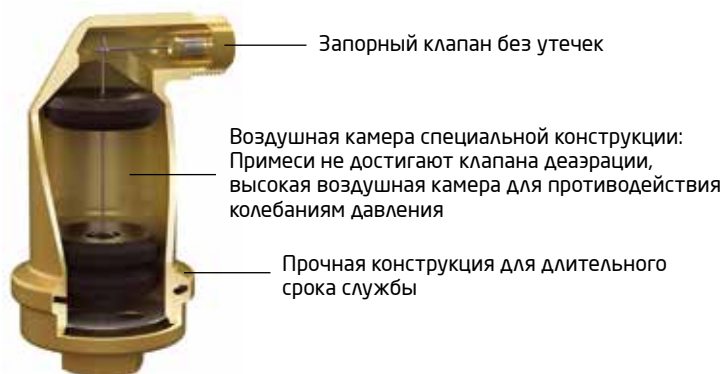 Запорный клапан без утечек
Воздушная камера специальной конструкции:
Примеси не достигают клапана деаэрации,
высокая воздушная камера для противодействия
колебаниям давления
Прочная конструкция для длительного
срока службы